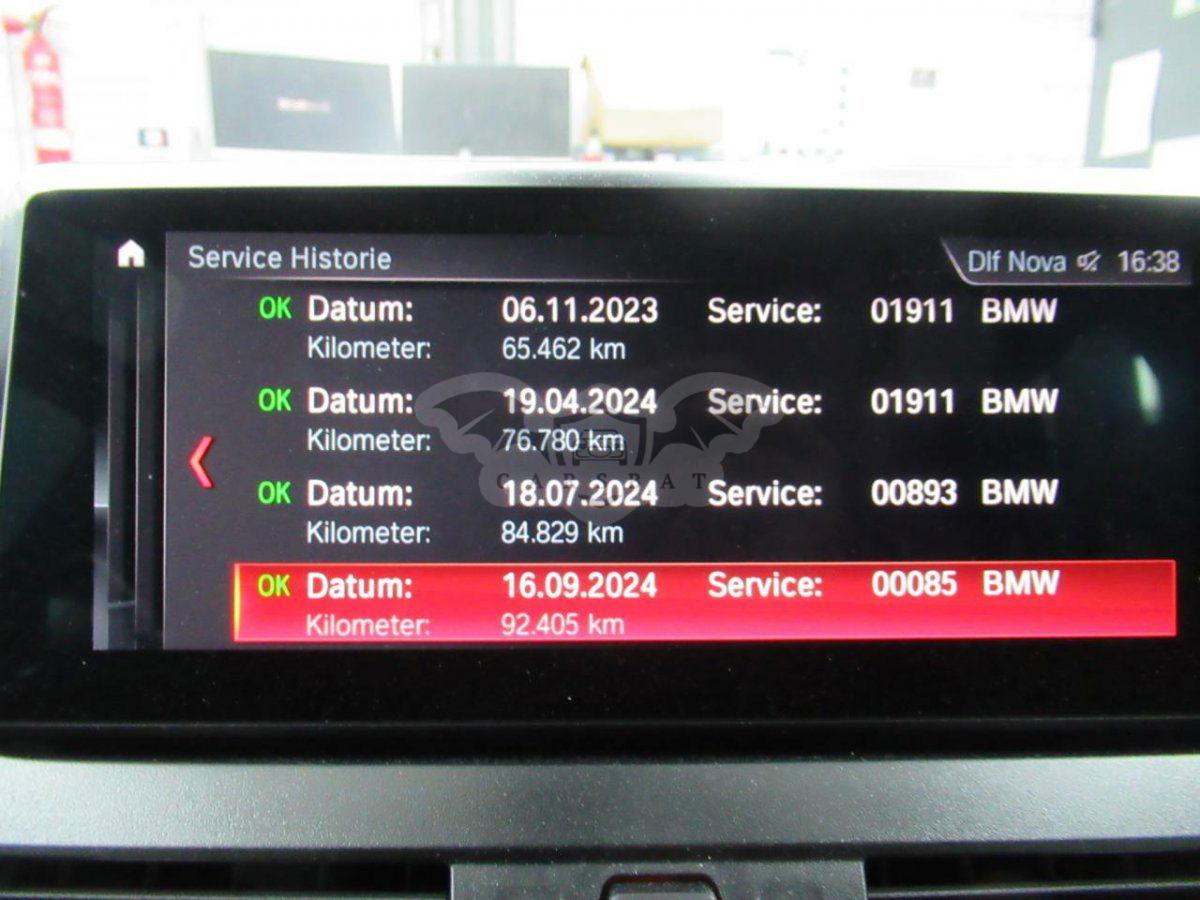 Service Historie
Dlf Nova 16:38
OK Datum: 06.11.2023 Service: 01911 BMW
Kilometer: 65.462 km
OK Datum: 19.04.2024 Service: 01911 BMW
Kilometer: 76.780 km
CARSBAT
OK Datum: 18.07.2024 Service: 00893 BMW
Kilometer: 84.829 km
OK Datum: 16.09.2024 Service: 00085 BMW
Kilometer: 92.405 km